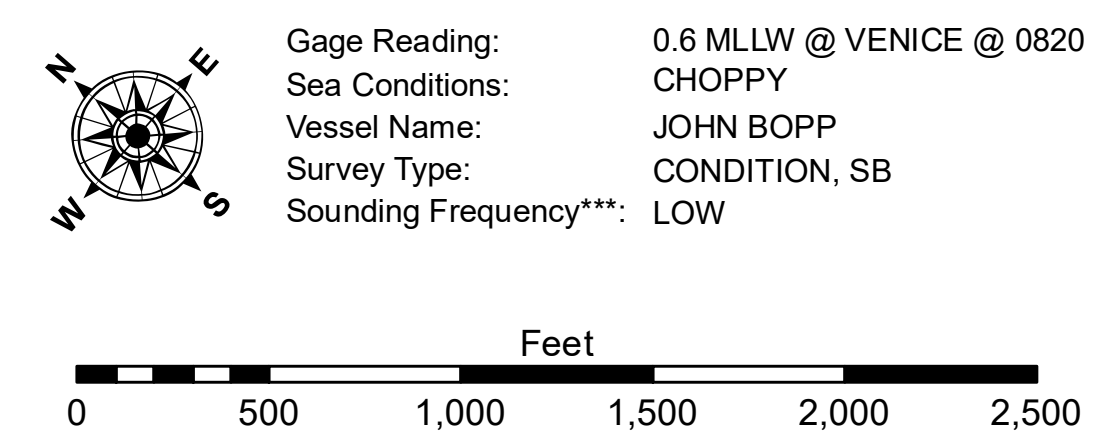 N E
W S
Gage Reading: 0.6 MLLW @ VENICE @ 0820
Sea Conditions: CHOPPY
Vessel Name: JOHN BOPP
Survey Type: CONDITION, SB
Sounding Frequency***: LOW
Feet
0 500 1,000 1,500 2,000 2,500